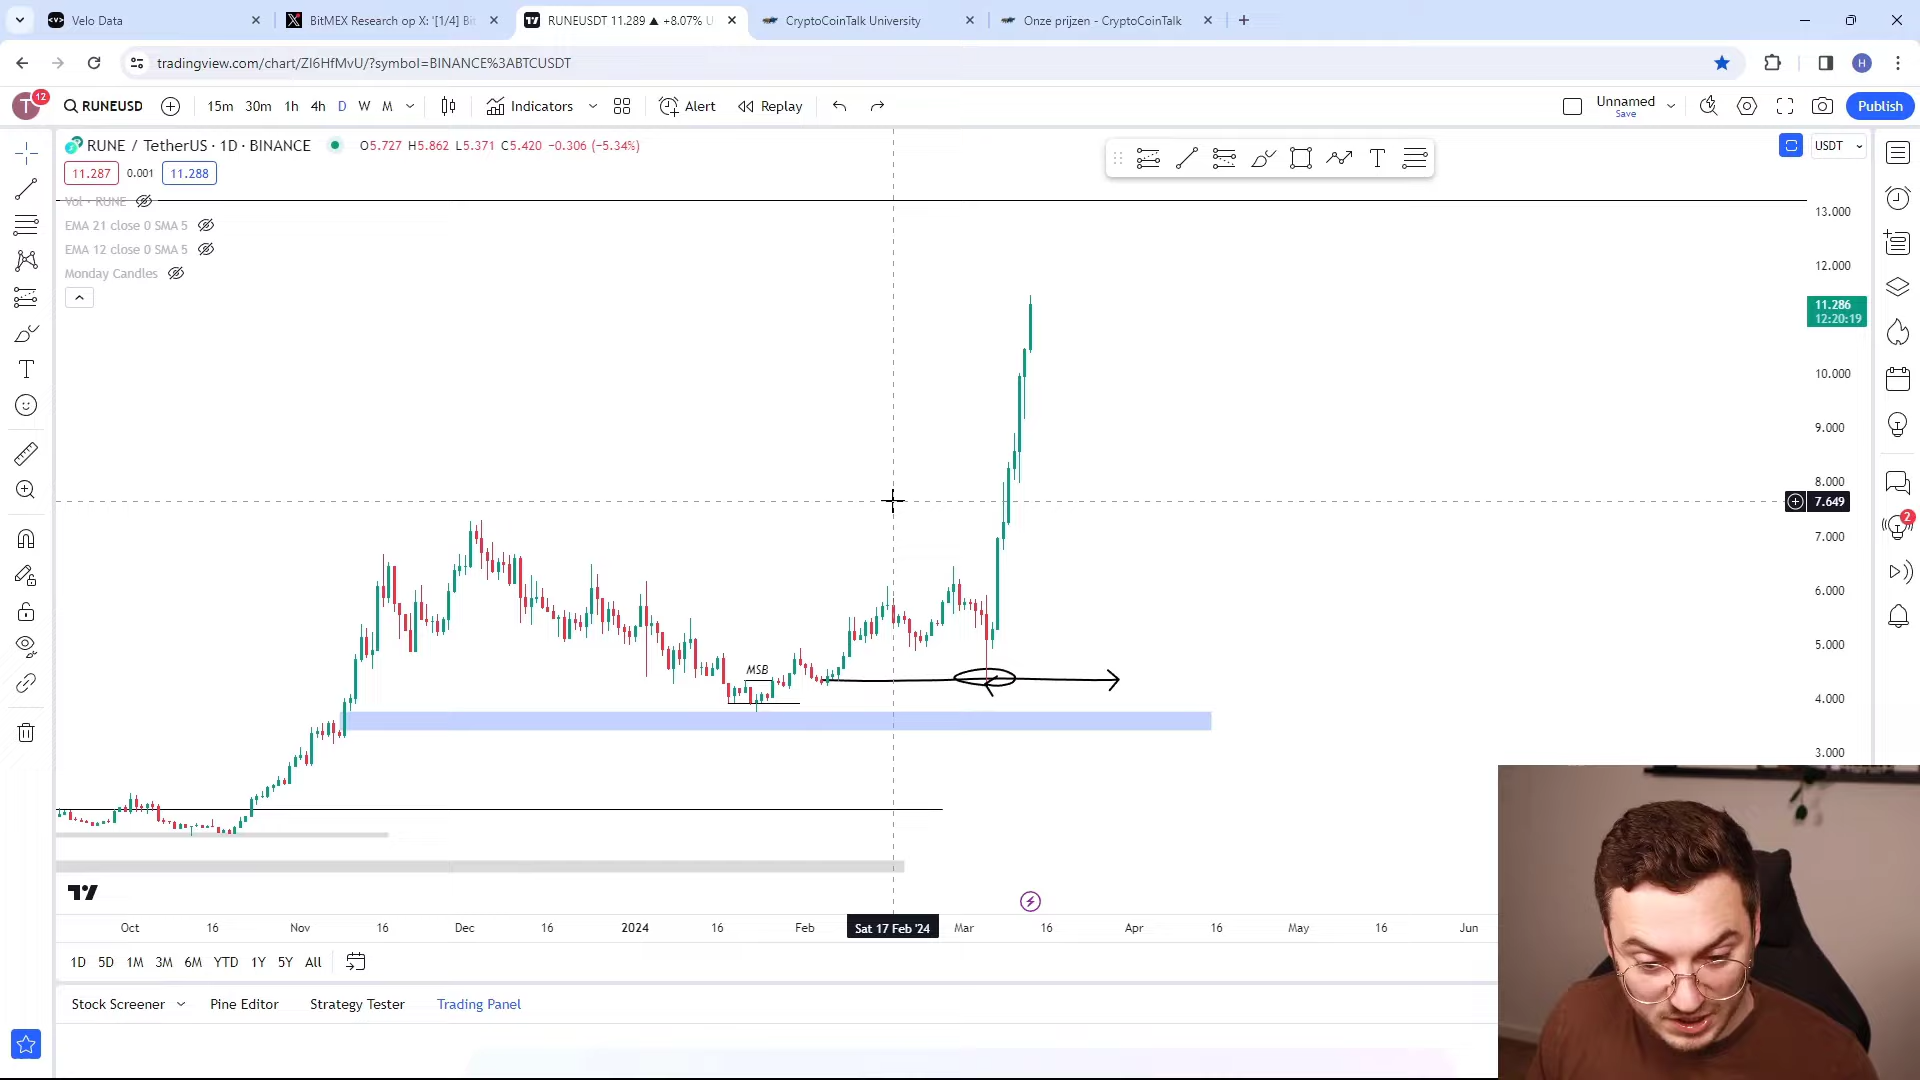 Velo Data
BitMEX Research op X: '[1/4] Bit
RUNEUSDT 11.289 ▲ +8.07% U
CryptoCoinTalk University
Onze prijzen - CryptoCoinTalk
tradingview.com/chart/ZI6HfMvU/?symbol=BINANCE%3ABTCUSDT
H
T
12
RUNEUSD
15m 30m 1h 4h D W M
Indicators
Alert
Replay
Unnamed
Save
Publish
RUNE / TetherUS · 1D · BINANCE
O5.727 H5.862 L5.371 C5.420 −0.306 (−5.34%)
USDT
11.287 0.001 11.288
Vol · RUNE
EMA 21 close 0 SMA 5
EMA 12 close 0 SMA 5
Monday Candles
13.000
12.000
11.286
12:20:19
10.000
9.000
8.000
7.649
7.000
6.000
5.000
4.000
3.000
2
MSB
Oct 16 Nov 16 Dec 16 2024 16 Feb Sat 17 Feb '24 Mar 16 Apr 16 May 16 Jun
1D 5D 1M 3M 6M YTD 1Y 5Y All
Stock Screener Pine Editor Strategy Tester Trading Panel